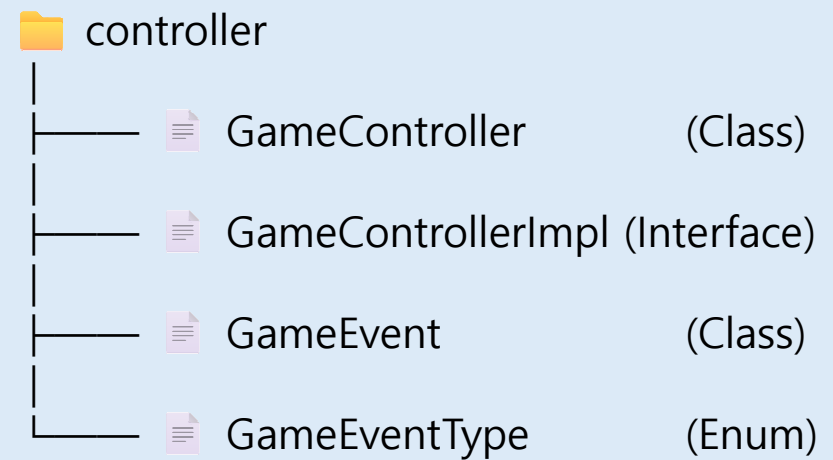 controller
GameController (Class)
GameControllerImpl (Interface)
GameEvent (Class)
GameEventType (Enum)